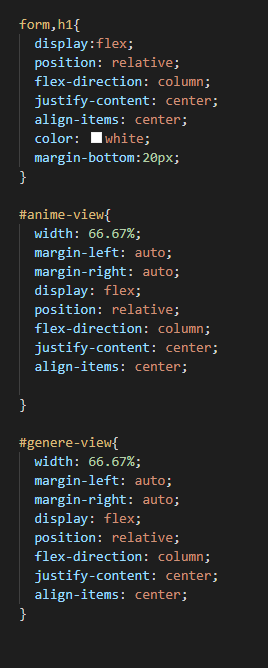 form,h1{
display:flex;
position: relative;
flex-direction: column;
justify-content: center;
align-items: center;
color: white;
margin-bottom:20px;
}
#anime-view{
width: 66.67%;
margin-left: auto;
margin-right: auto;
display: flex;
position: relative;
flex-direction: column;
justify-content: center;
align-items: center;
}
#genere-view{
width: 66.67%;
margin-left: auto;
margin-right: auto;
display: flex;
position: relative;
flex-direction: column;
justify-content: center;
align-items: center;
}